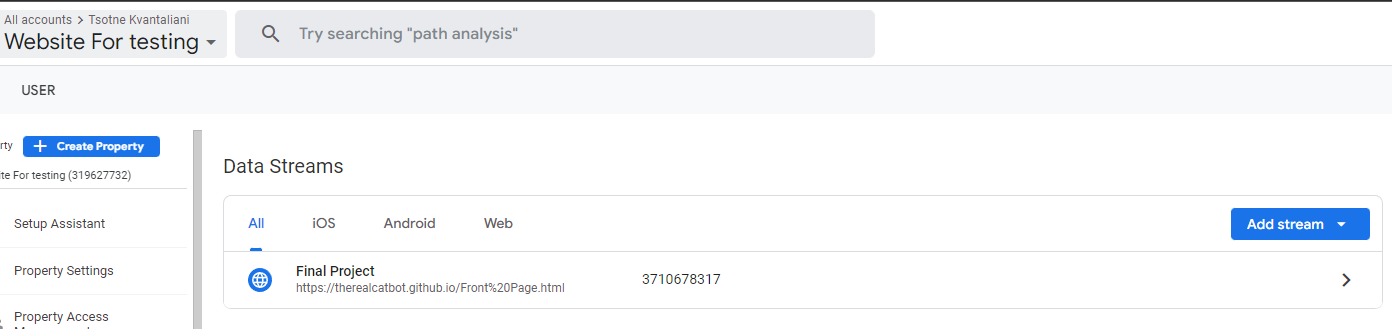 All accounts > Tsotne Kvantaliani
Website For testing
Try searching "path analysis"
USER
rty
Create Property
te For testing (319627732)
Setup Assistant
Property Settings
Property Access
Data Streams
All iOS Android Web
Add stream
Final Project
https://therealcatbot.github.io/Front%20Page.html
3710678317